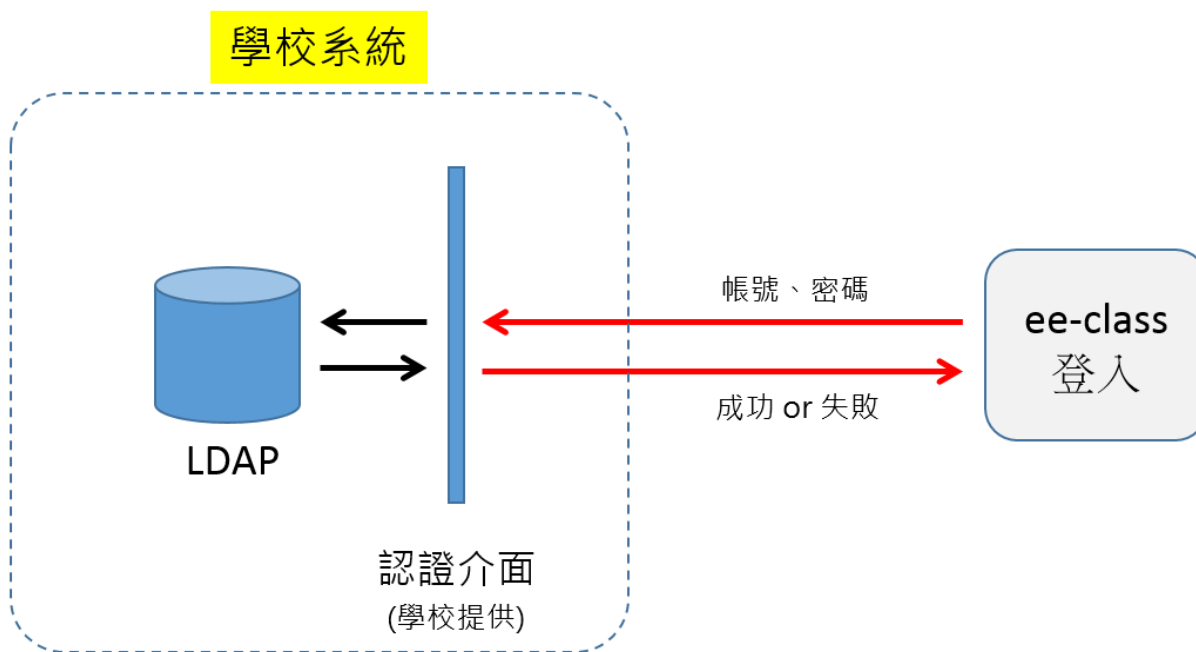 學校系統
帳號、密碼
ee-class
登入
成功 or 失敗
LDAP
認證介面
(學校提供)